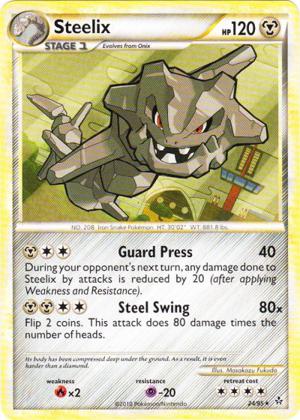 Steelix
HP 120
STAGE 1
Evolves from Onix
NO. 208 Iron Snake Pokémon HT: 30'02" WT: 881.8 lbs.
Guard Press 40
During your opponent's next turn, any damage done to
Steelix by attacks is reduced by 20 (after applying
Weakness and Resistance).
Steel Swing 80x
Flip 2 coins. This attack does 80 damage times the
number of heads.
Its body has been compressed deep under the ground. As a result, it is even
harder than a diamond.
Illus. Masakazu Fukuda
weakness
resistance
retreat cost
×2
-20
©2010 Pokémon/Nintendo
24/95 ★